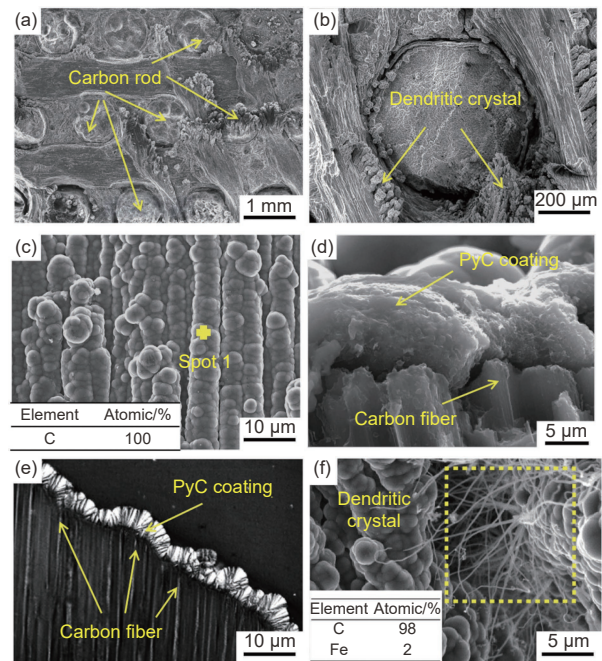 (a)
Carbon rod
1 mm
(b)
Dendritic crystal
200 μm
(c)
Spot 1
Element Atomic/%
C 100
10 μm
(d)
PyC coating
Carbon fiber
5 μm
(e)
PyC coating
Carbon fiber
10 μm
(f)
Dendritic
crystal
Element Atomic/%
C 98
Fe 2
5 μm